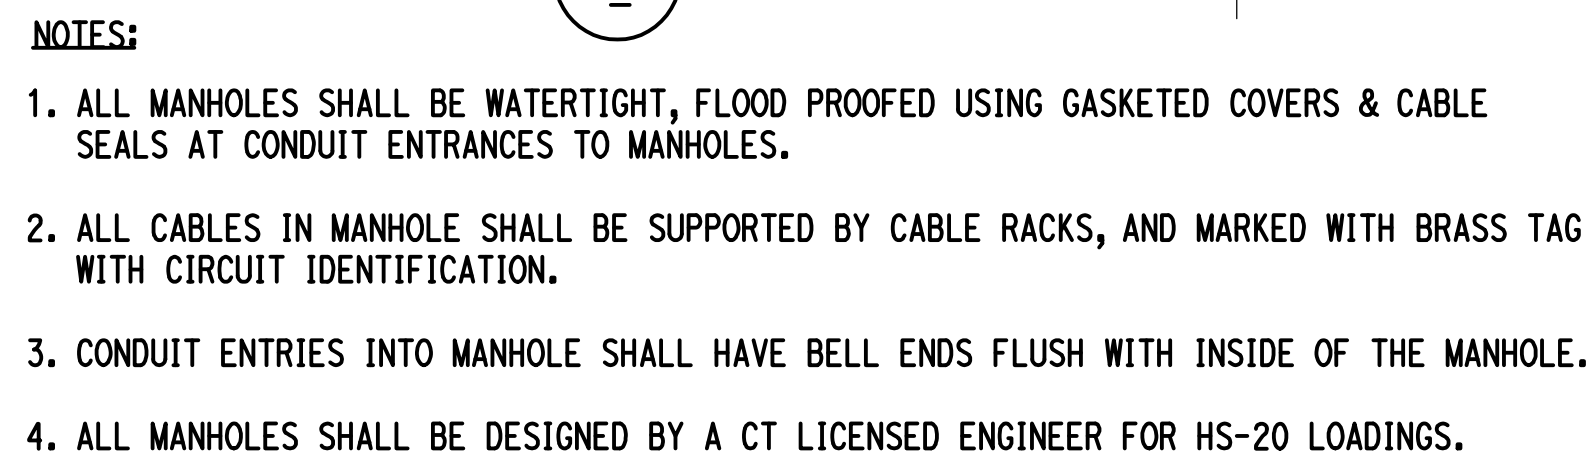 NOTES:
1. ALL MANHOLES SHALL BE WATERTIGHT, FLOOD PROOFED USING GASKETED COVERS & CABLE
SEALS AT CONDUIT ENTRANCES TO MANHOLES.
2. ALL CABLES IN MANHOLE SHALL BE SUPPORTED BY CABLE RACKS, AND MARKED WITH BRASS TAG
WITH CIRCUIT IDENTIFICATION.
3. CONDUIT ENTRIES INTO MANHOLE SHALL HAVE BELL ENDS FLUSH WITH INSIDE OF THE MANHOLE.
4. ALL MANHOLES SHALL BE DESIGNED BY A CT LICENSED ENGINEER FOR HS-20 LOADINGS.